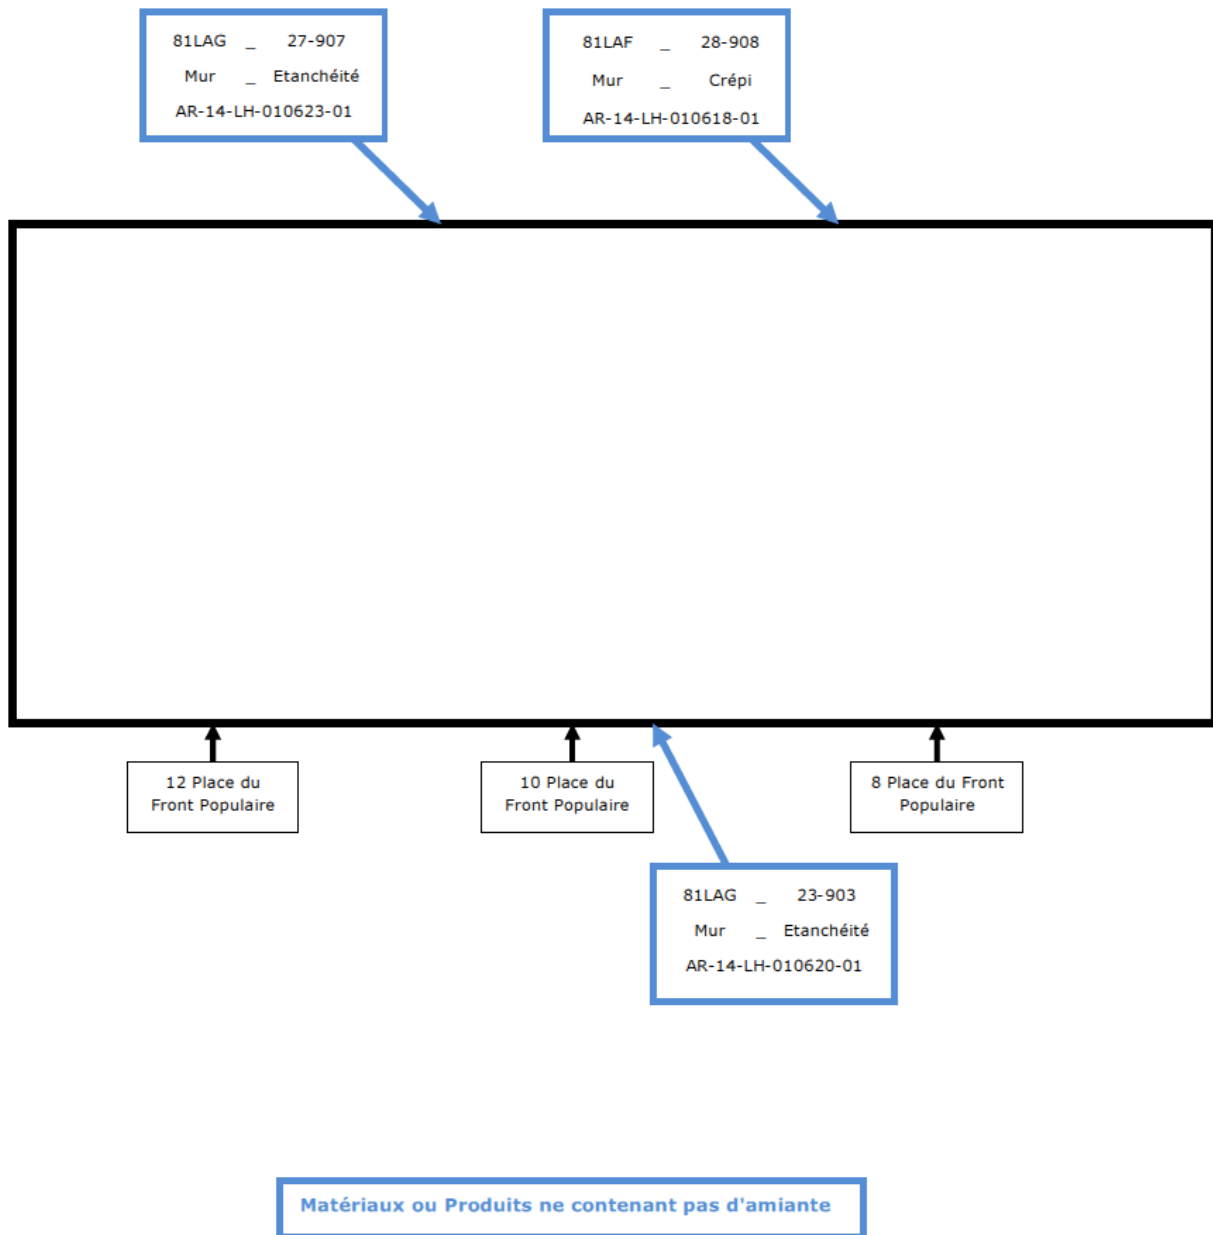 81LAG _ 27-907
Mur _ Etanchéité
AR-14-LH-010623-01
81LAF _ 28-908
Mur _ Crépi
AR-14-LH-010618-01
12 Place du
Front Populaire
10 Place du
Front Populaire
8 Place du Front
Populaire
81LAG _ 23-903
Mur _ Etanchéité
AR-14-LH-010620-01
Matériaux ou Produits ne contenant pas d'amiante